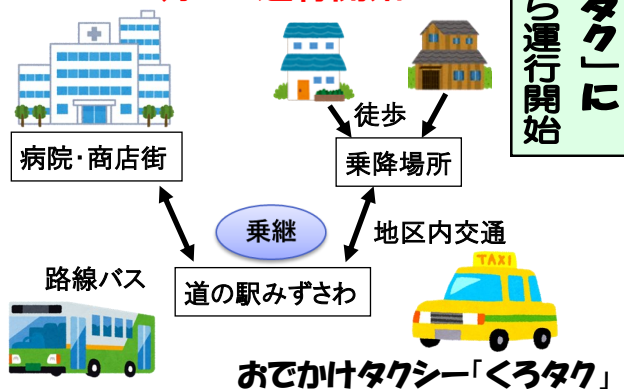 タク」に
ら運行開始
徒歩
病院・商店街
乗降場所
乗継
地区内交通
TAXI
路線バス
道の駅みずさわ
おでかけタクシー「くろタク」